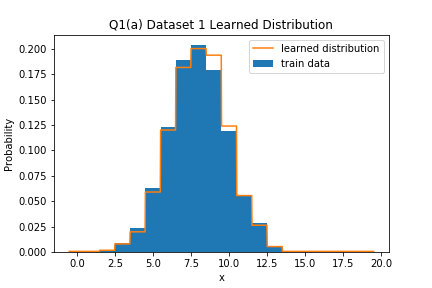 Q1(a) Dataset 1 Learned Distribution
learned distribution
train data
0.200
0.175
0.150
0.125
0.100
0.075
0.050
0.025
0.000
Probability
0.0 2.5 5.0 7.5 10.0 12.5 15.0 17.5 20.0
x